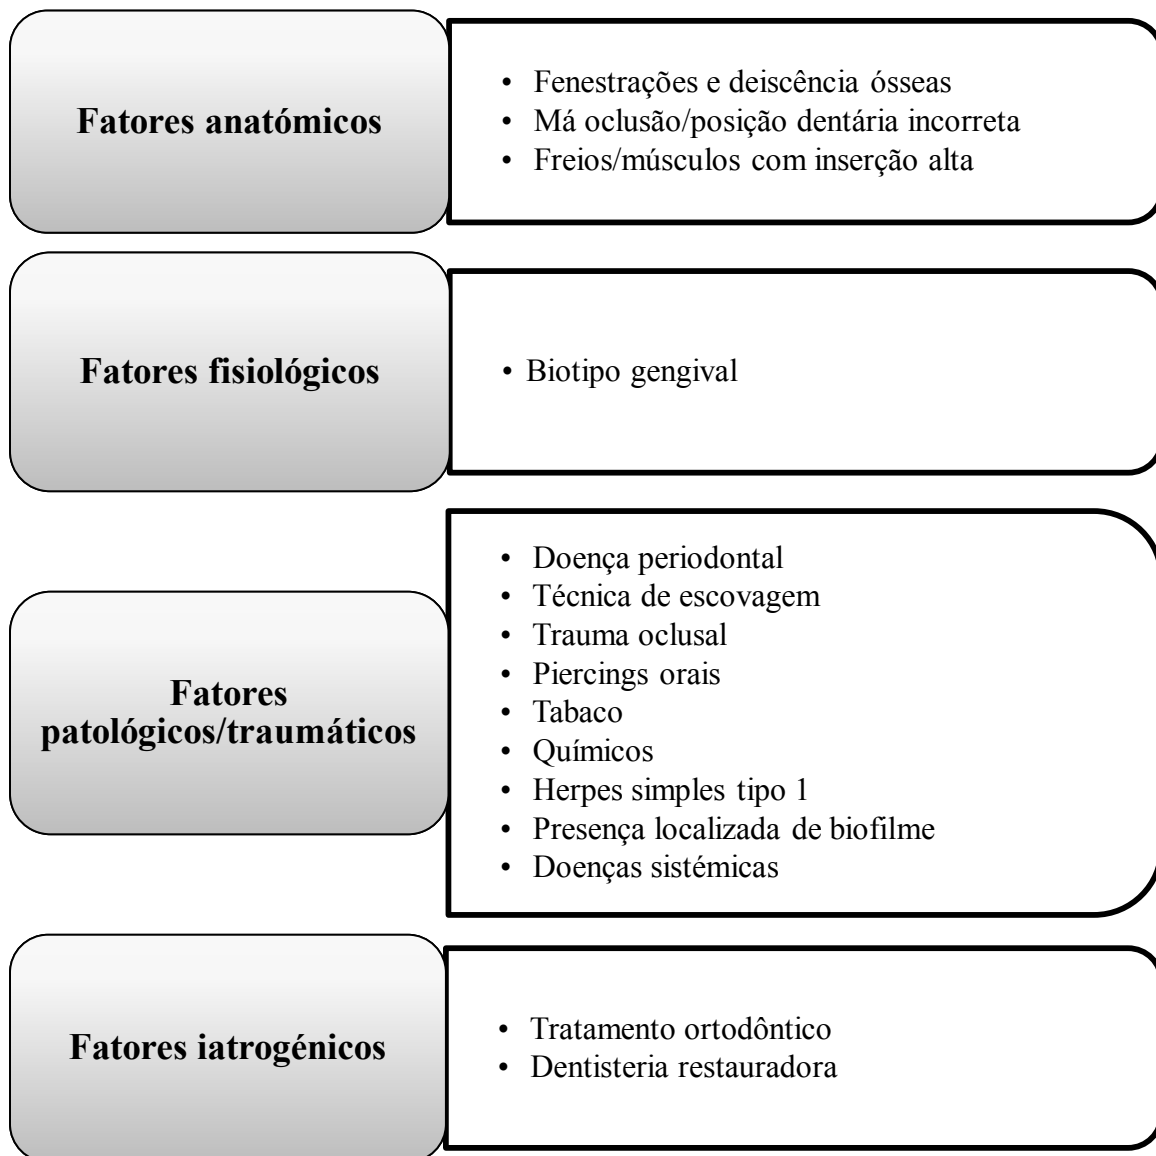 Fatores anatómicos
• Fenestrações e deiscência ósseas
• Má oclusão/posição dentária incorreta
• Freios/músculos com inserção alta
Fatores fisiológicos
• Biotipo gengival
Fatores
patológicos/traumáticos
• Doença periodontal
• Técnica de escovagem
• Trauma oclusal
• Piercings orais
• Tabaco
• Químicos
• Herpes simples tipo 1
• Presença localizada de biofilme
• Doenças sistémicas
Fatores iatrogénicos
• Tratamento ortodôntico
• Dentisteria restauradora